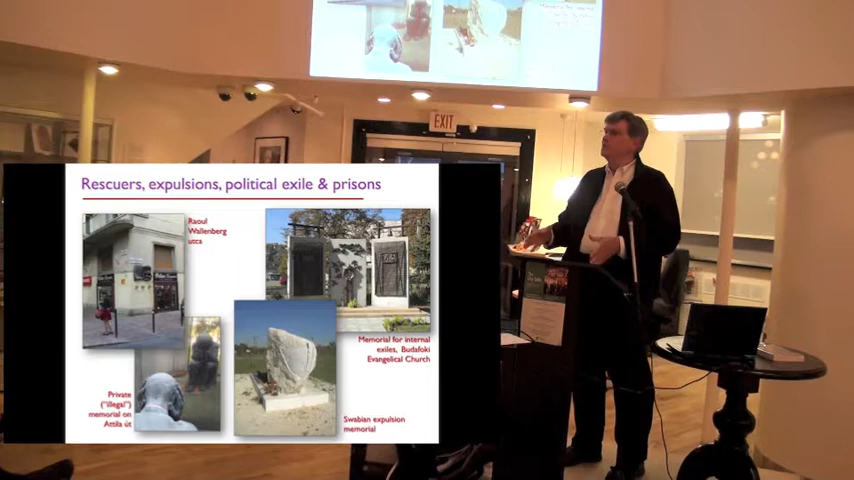 EXIT
Rescuers, expulsions, political exile & prisons
Raoul
Wallenberg
utca
Memorial for internal
exiles, Budafoki
Evangelical Church
Private
("illegal")
memorial on
Attila út
Swabian expulsion
memorial